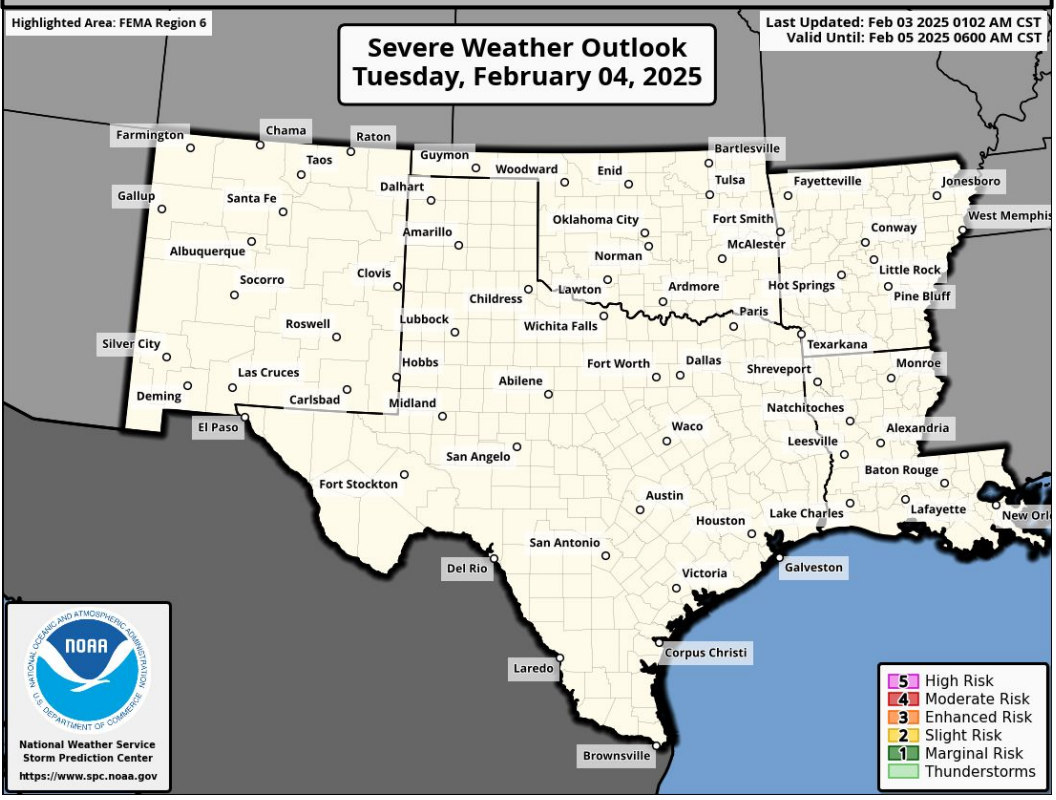 Highlighted Area: FEMA Region 6
Last Updated: Feb 03 2025 0102 AM CST
Valid Until: Feb 05 2025 0600 AM CST
Severe Weather Outlook
Tuesday, February 04, 2025
Farmington
Chama
Raton
Taos
Guymon
Woodward
Enid
Bartlesville
Tulsa
Fayetteville
Jonesboro
Gallup
Santa Fe
Dalhart
Oklahoma City
Fort Smith
West Memphis
Albuquerque
Amarillo
Norman
McAlester
Conway
Socorro
Clovis
Childress
Lawton
Ardmore
Hot Springs
Little Rock
Pine Bluff
Roswell
Lubbock
Wichita Falls
Paris
Texarkana
Silver City
Las Cruces
Hobbs
Fort Worth
Dallas
Shreveport
Monroe
Deming
Carlsbad
Midland
Abilene
Natchitoches
El Paso
San Angelo
Waco
Leesville
Alexandria
Fort Stockton
Austin
Baton Rouge
Houston
Lake Charles
Lafayette
New Orl
Del Rio
San Antonio
Victoria
Galveston
Laredo
Corpus Christi
Brownsville
NATIONAL OCEANIC AND ATMOSPHERIC ADMINISTRATION
NOAA
U.S. DEPARTMENT OF COMMERCE
National Weather Service
Storm Prediction Center
https://www.spc.noaa.gov
5 High Risk
4 Moderate Risk
3 Enhanced Risk
2 Slight Risk
1 Marginal Risk
Thunderstorms